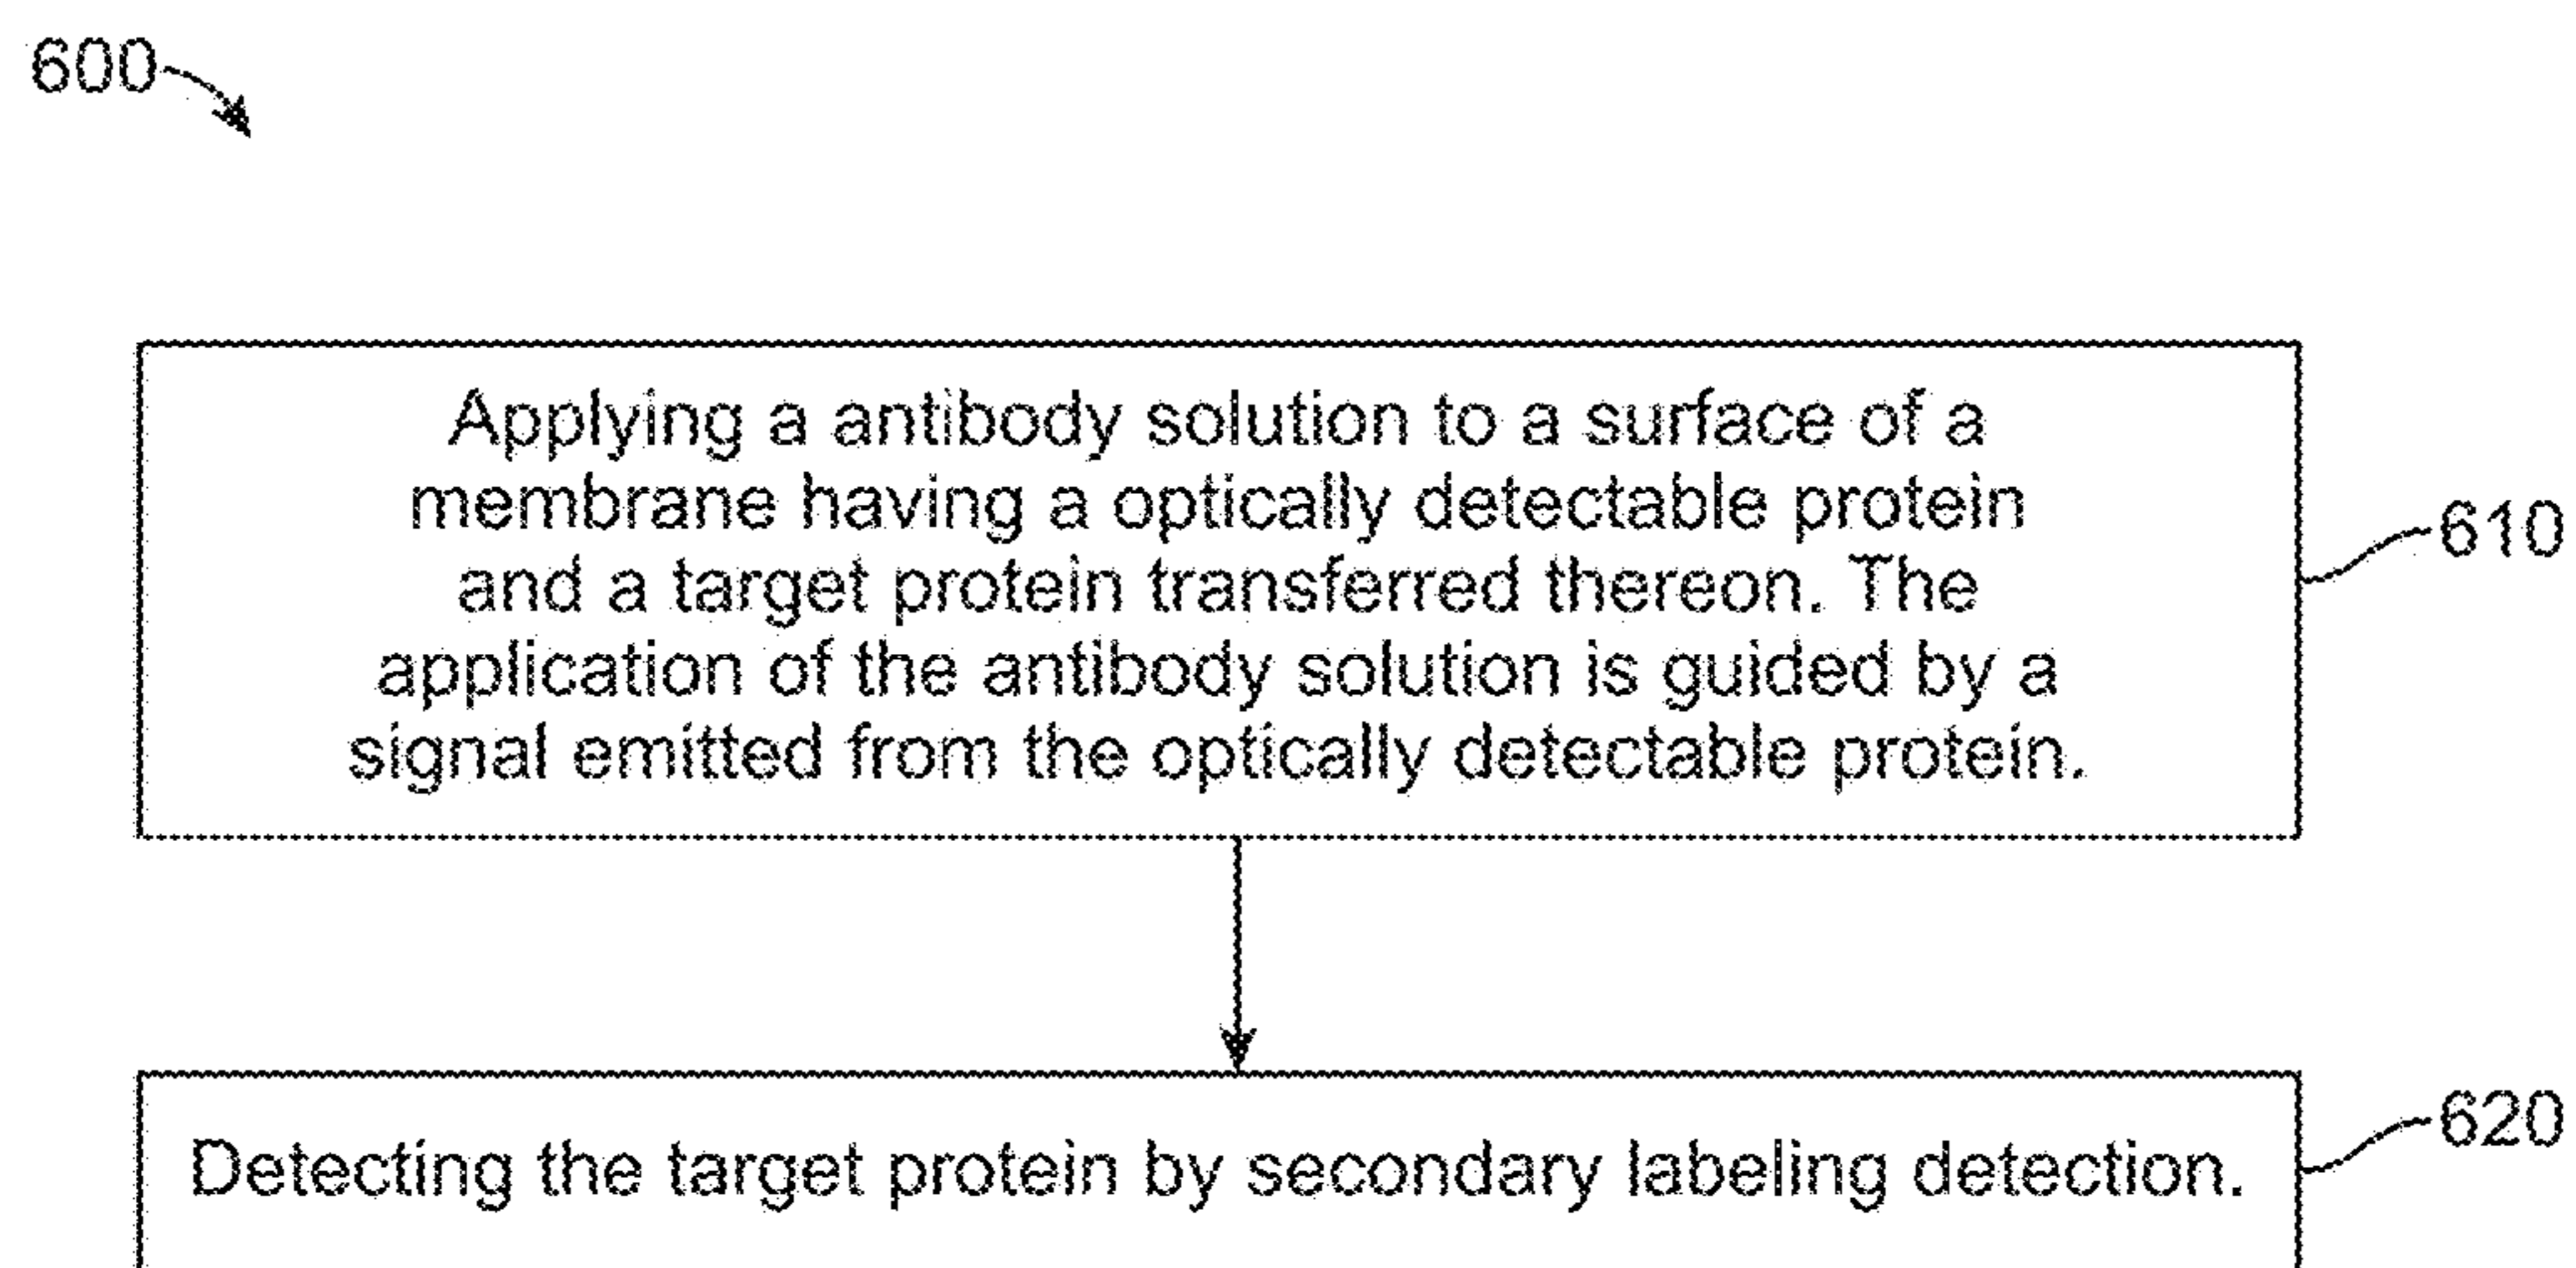 600
Applying a antibody solution to a surface of a
membrane having a optically detectable protein
and a target protein transferred thereon. The
application of the antibody solution is guided by a
signal emitted from the optically detectable protein.
610
Detecting the target protein by secondary labeling detection.
620